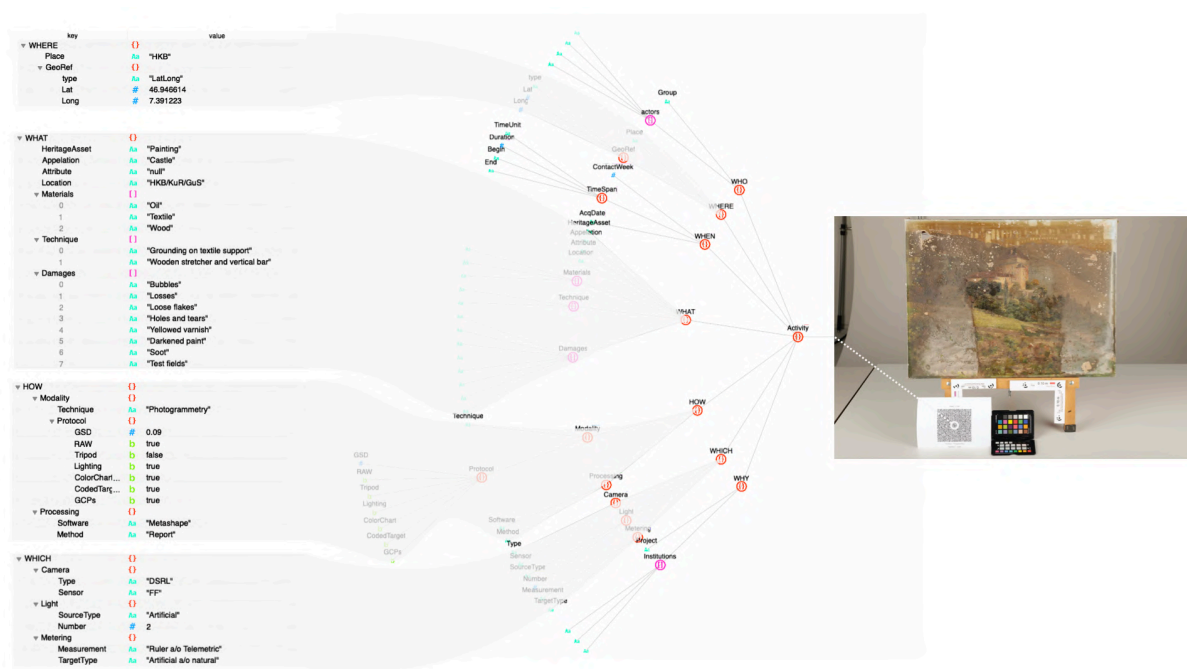 key value
WHERE {}
Place Aa "HKB"
GeoRef {}
type Aa "LatLong"
Lat # 46.946614
Long # 7.391223
WHAT {}
HeritageAsset Aa "Painting"
Appelation Aa "Castle"
Attribute Aa "null"
Location Aa "HKB/KuR/GuS"
Materials []
0 Aa "Oil"
1 Aa "Textile"
2 Aa "Wood"
Technique []
0 Aa "Grounding on textile support"
1 Aa "Wooden stretcher and vertical bar"
Damages []
0 Aa "Bubbles"
1 Aa "Losses"
2 Aa "Loose flakes"
3 Aa "Holes and tears"
4 Aa "Yellowed varnish"
5 Aa "Darkened paint"
6 Aa "Soot"
7 Aa "Test fields"
HOW {}
Modality {}
Technique Aa "Photogrammetry"
Protocol {}
GSD # 0.09
RAW b true
Tripod b false
Lighting b true
ColorChart... b true
CodedTarg... b true
GCPs b true
Processing {}
Software Aa "Metashape"
Method Aa "Report"
WHICH {}
Camera {}
Type Aa "DSRL"
Sensor Aa "FF"
Light {}
SourceType Aa "Artificial"
Number # 2
Metering {}
Measurement Aa "Ruler a/o Telemetric"
TargetType Aa "Artificial a/o natural"
type
Lat
Long
Group
actors
TimeUnit
Duration
Begin
End
Place
GeoRef
ContactWeek
TimeSpan
WHO
WHERE
AcqDate
HeritageAsset
Appelation
Attribute
Location
WHEN
Materials
Technique
WHAT
Activity
Damages
HOW
Technique
Modality
WHICH
GSD
RAW
Tripod
Lighting
ColorChart
CodedTarget
GCPs
Protocol
Processing
WHY
Camera
Light
Metering
Project
Institutions
Software
Method
Type
Sensor
SourceType
Number
Measurement
TargetType